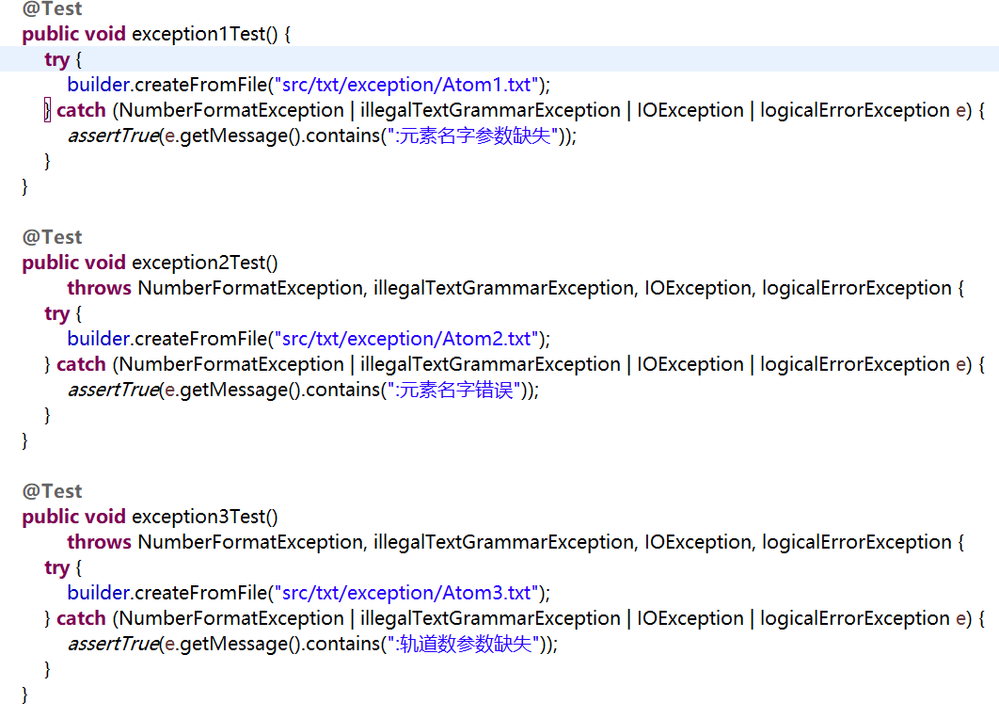 @Test
public void exception1Test() {
try {
builder.createFromFile("src/txt/exception/Atom1.txt");
} catch (NumberFormatException | illegalTextGrammarException | IOException | logicalErrorException e) {
assertTrue(e.getMessage().contains(":元素名字参数缺失"));
}
}
@Test
public void exception2Test()
throws NumberFormatException, illegalTextGrammarException, IOException, logicalErrorException {
try {
builder.createFromFile("src/txt/exception/Atom2.txt");
} catch (NumberFormatException | illegalTextGrammarException | IOException | logicalErrorException e) {
assertTrue(e.getMessage().contains(":元素名字错误"));
}
}
@Test
public void exception3Test()
throws NumberFormatException, illegalTextGrammarException, IOException, logicalErrorException {
try {
builder.createFromFile("src/txt/exception/Atom3.txt");
} catch (NumberFormatException | illegalTextGrammarException | IOException | logicalErrorException e) {
assertTrue(e.getMessage().contains(":轨道数参数缺失"));
}
}